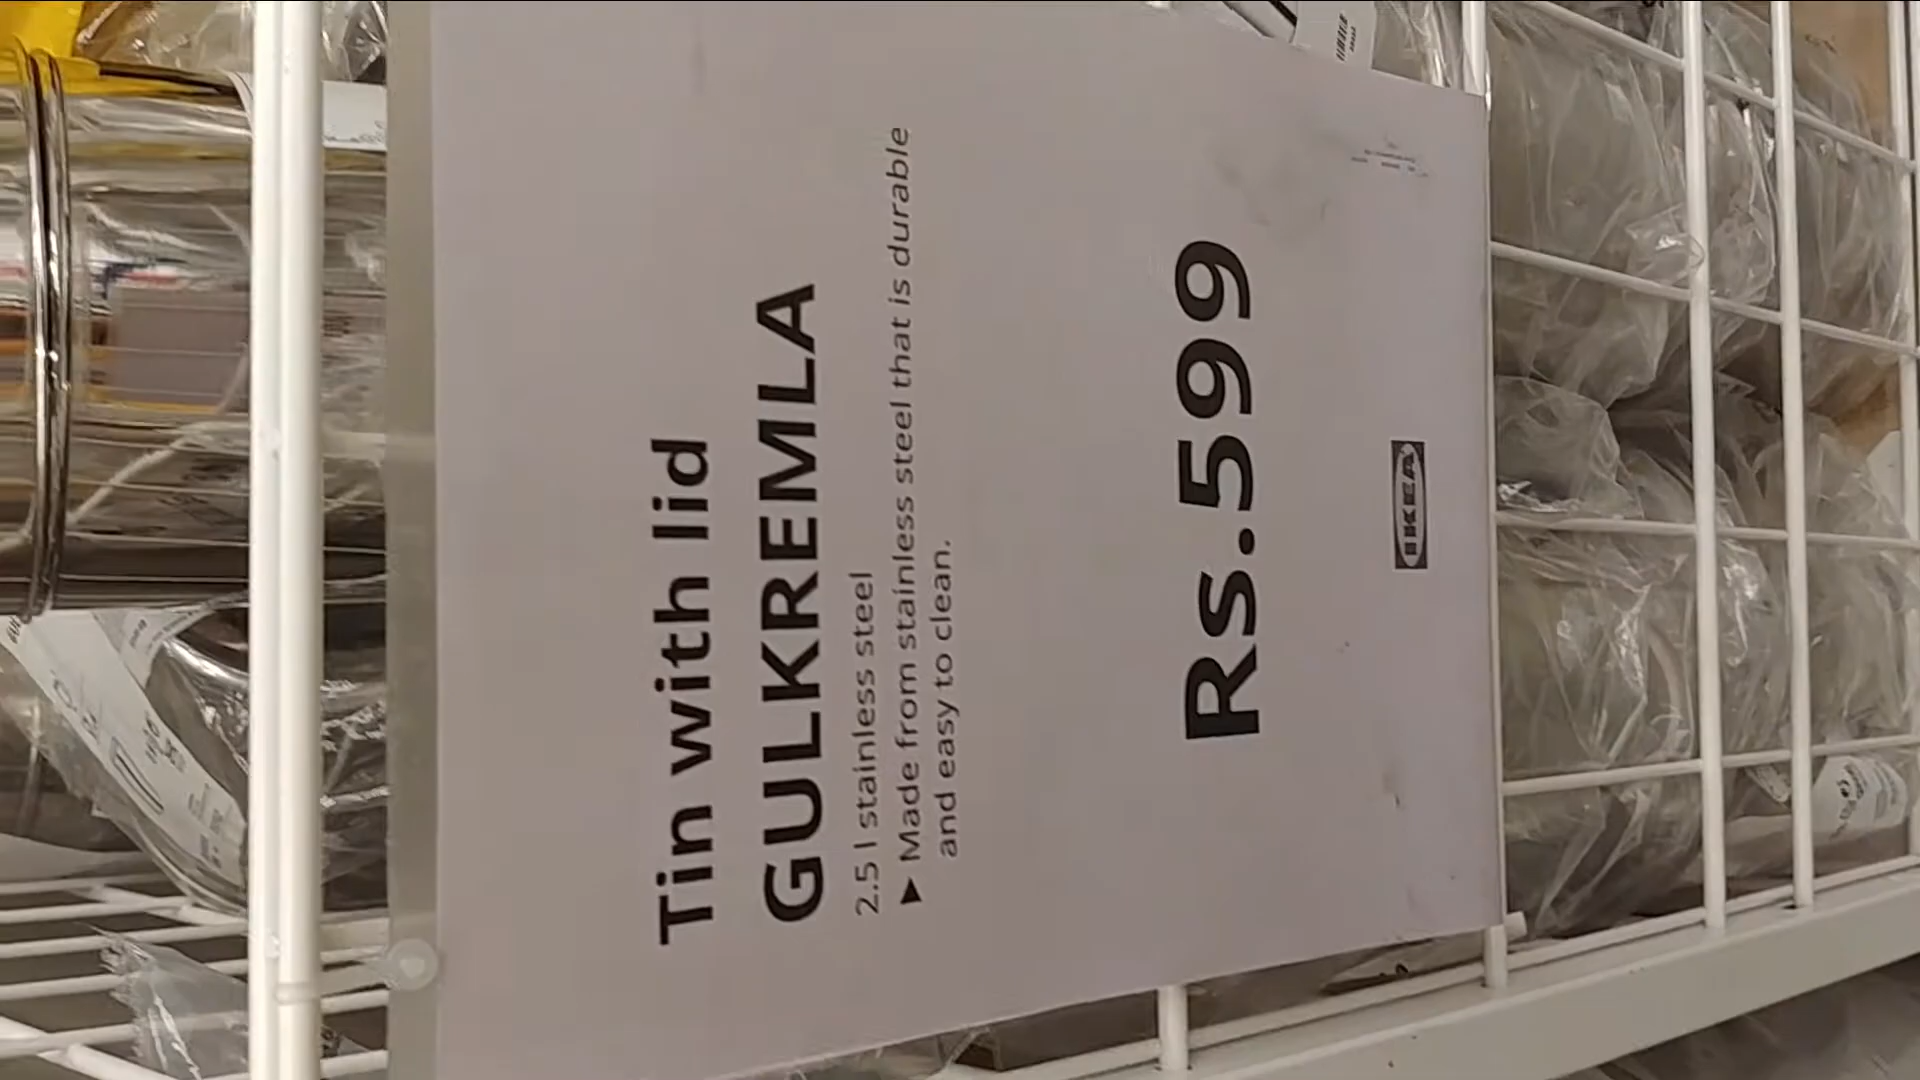 Tin with lid
GULKREMLA
2.5 l stainless steel
▶ Made from stainless steel that is durable
and easy to clean.
Rs.599
IKEA